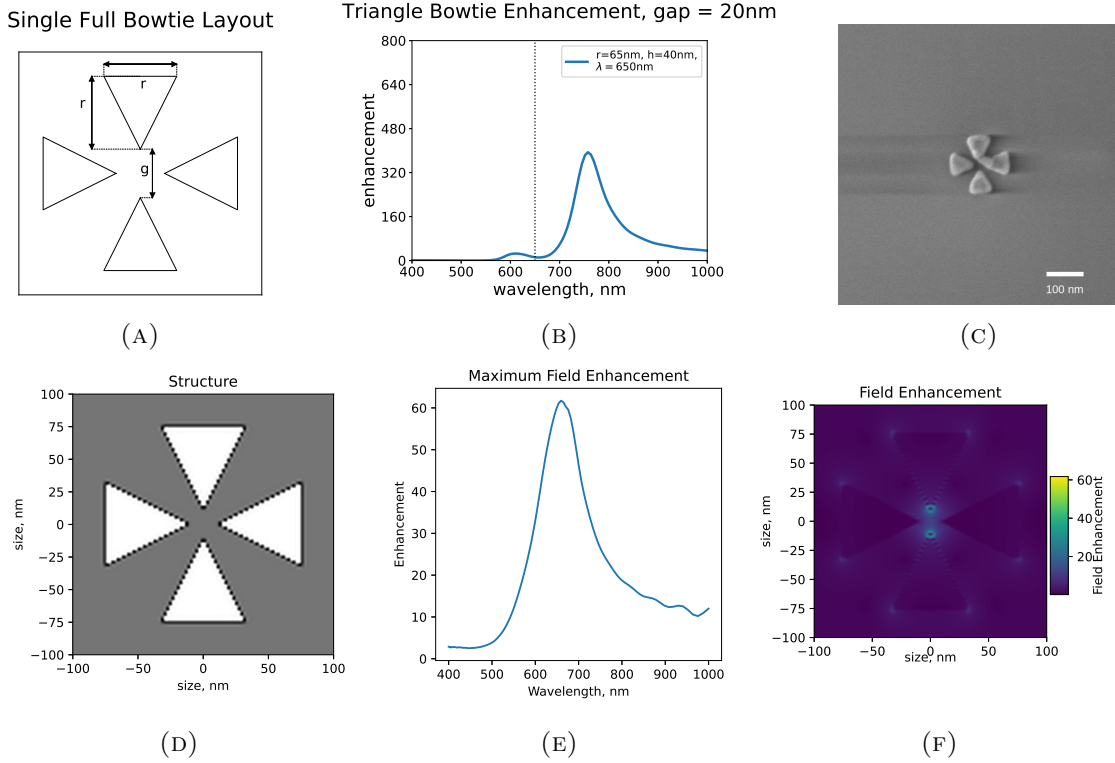 Single Full Bowtie Layout
r
r
g
(A)
Triangle Bowtie Enhancement, gap = 20nm
enhancement
800
640
480
320
160
0
r=65nm, h=40nm,
λ = 650nm
400 500 600 700 800 900 1000
wavelength, nm
(B)
100 nm
(C)
Structure
size, nm
100
75
50
25
0
−25
−50
−75
−100
−100 −50 0 50 100
size, nm
(D)
Maximum Field Enhancement
Enhancement
60
50
40
30
20
10
0
400 500 600 700 800 900 1000
Wavelength, nm
(E)
Field Enhancement
size, nm
100
75
50
25
0
−25
−50
−75
−100
−100 −50 0 50 100
size, nm
60
40
20
Field Enhancement
(F)